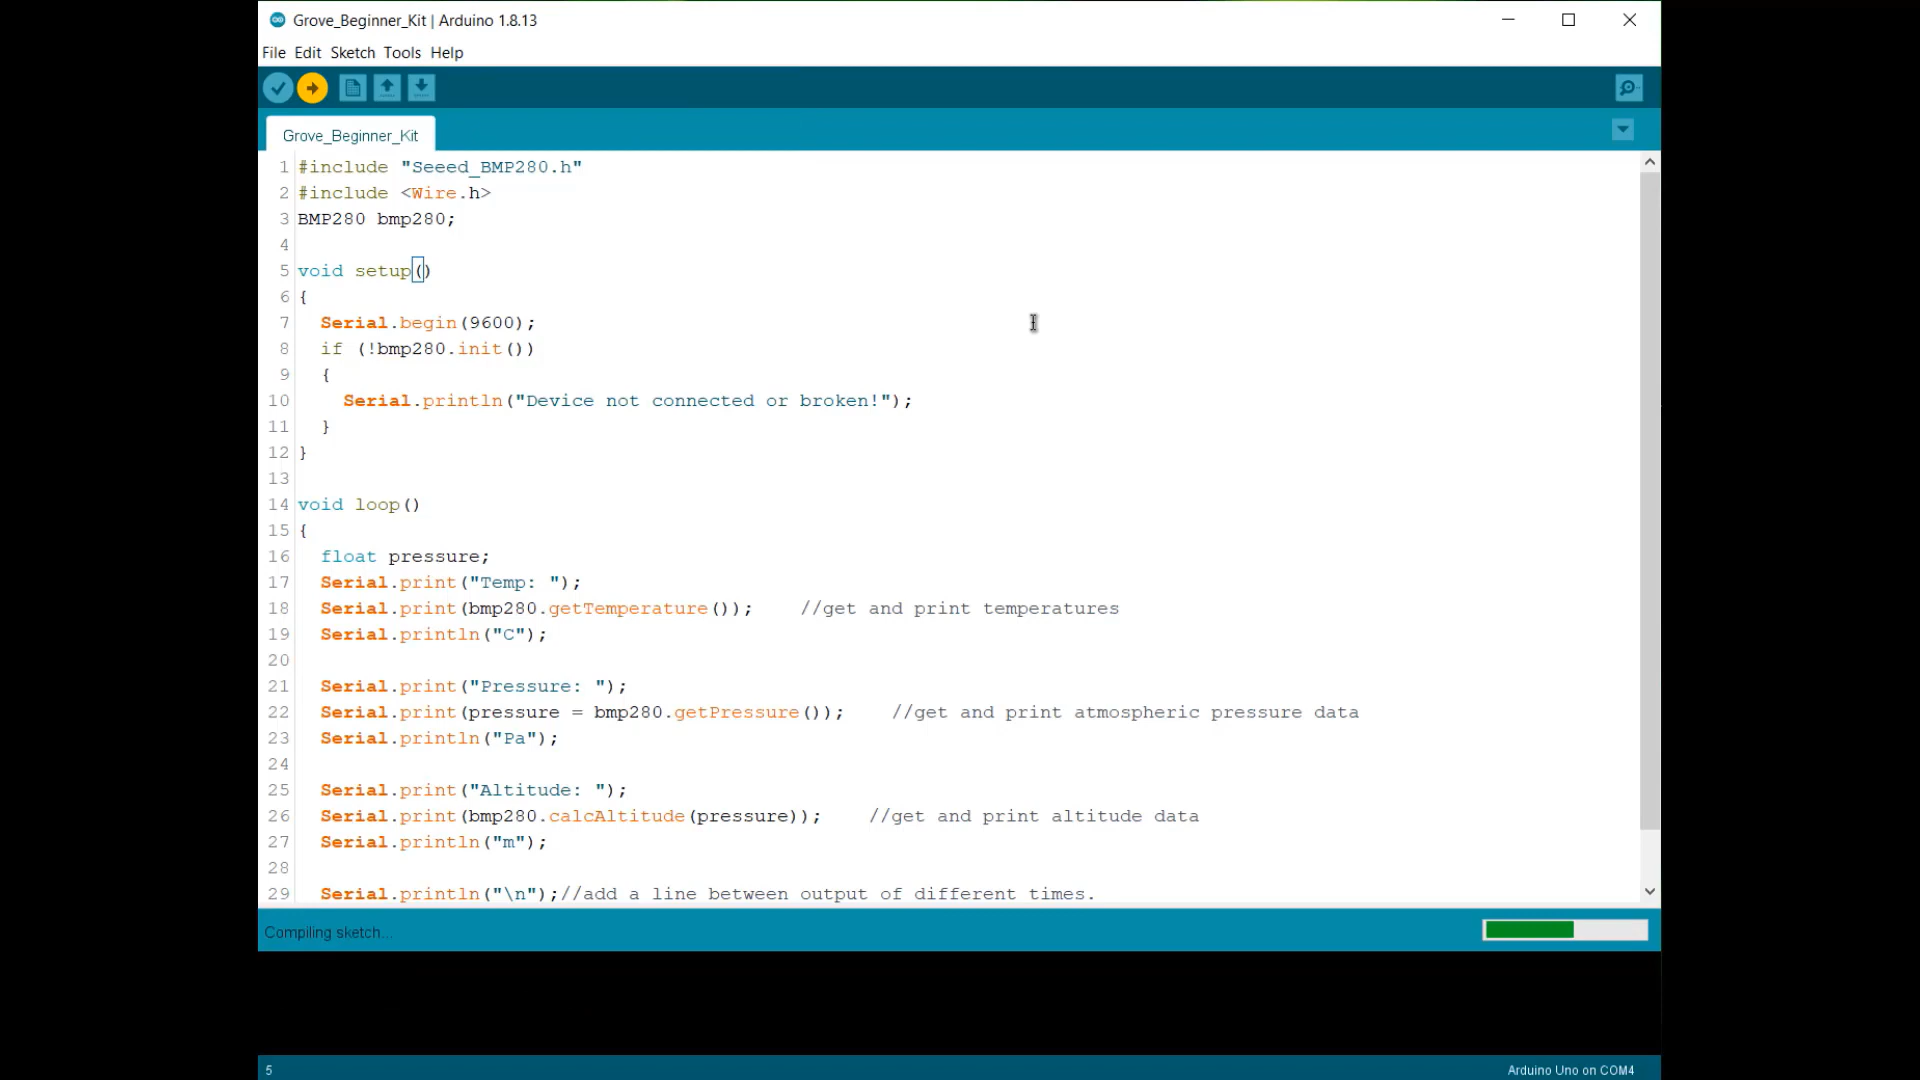 Grove_Beginner_Kit | Arduino 1.8.13
File Edit Sketch Tools Help
Grove_Beginner_Kit
1 #include "Seeed_BMP280.h"
2 #include <Wire.h>
3 BMP280 bmp280;
4
5 void setup()
6 {
7 Serial.begin(9600);
8 if (!bmp280.init())
9 {
10 Serial.println("Device not connected or broken!");
11 }
12 }
13
14 void loop()
15 {
16 float pressure;
17 Serial.print("Temp: ");
18 Serial.print(bmp280.getTemperature()); //get and print temperatures
19 Serial.println("C");
20
21 Serial.print("Pressure: ");
22 Serial.print(pressure = bmp280.getPressure()); //get and print atmospheric pressure data
23 Serial.println("Pa");
24
25 Serial.print("Altitude: ");
26 Serial.print(bmp280.calcAltitude(pressure)); //get and print altitude data
27 Serial.println("m");
28
29 Serial.println("\n");//add a line between output of different times.
Compiling sketch...
5 Arduino Uno on COM4